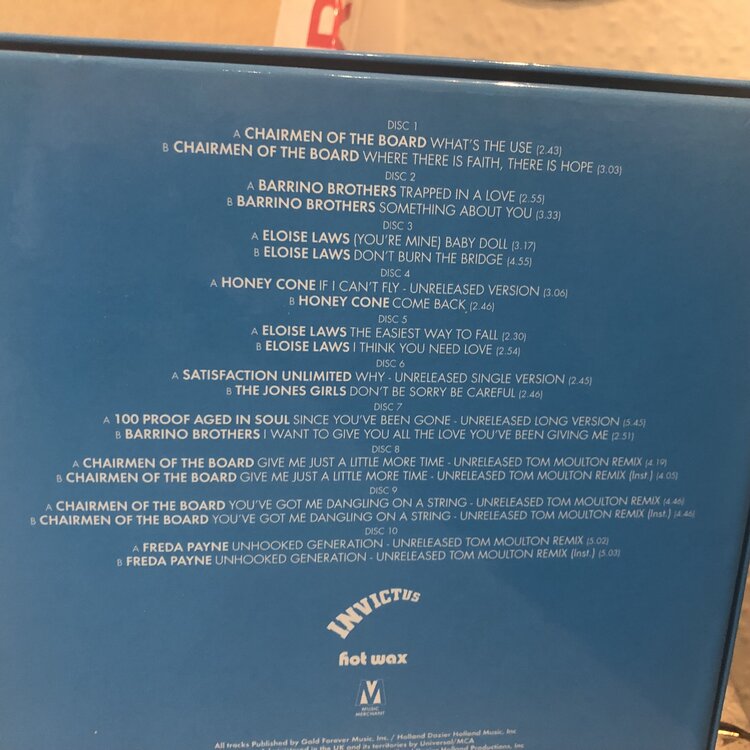 R
DISC 1
A CHAIRMEN OF THE BOARD WHAT'S THE USE (2.43)
B CHAIRMEN OF THE BOARD WHERE THERE IS FAITH, THERE IS HOPE (3.03)
DISC 2
A BARRINO BROTHERS TRAPPED IN A LOVE (2.55)
B BARRINO BROTHERS SOMETHING ABOUT YOU (3.33)
DISC 3
A ELOISE LAWS (YOU'RE MINE) BABY DOLL (3.17)
B ELOISE LAWS DON'T BURN THE BRIDGE (4.55)
DISC 4
A HONEY CONE IF I CAN'T FLY - UNRELEASED VERSION (3.06)
B HONEY CONE COME BACK (2.46)
DISC 5
A ELOISE LAWS THE EASIEST WAY TO FALL (2.30)
B ELOISE LAWS I THINK YOU NEED LOVE (2.54)
DISC 6
A SATISFACTION UNLIMITED WHY - UNRELEASED SINGLE VERSION (2.45)
B THE JONES GIRLS DON'T BE SORRY BE CAREFUL (2.46)
DISC 7
A 100 PROOF AGED IN SOUL SINCE YOU'VE BEEN GONE - UNRELEASED LONG VERSION (5.45)
B BARRINO BROTHERS I WANT TO GIVE YOU ALL THE LOVE YOU'VE BEEN GIVING ME (2.51)
DISC 8
A CHAIRMEN OF THE BOARD GIVE ME JUST A LITTLE MORE TIME - UNRELEASED TOM MOULTON REMIX (4.19)
B CHAIRMEN OF THE BOARD GIVE ME JUST A LITTLE MORE TIME - UNRELEASED TOM MOULTON REMIX (Inst.) (4.05)
DISC 9
A CHAIRMEN OF THE BOARD YOU'VE GOT ME DANGLING ON A STRING - UNRELEASED TOM MOULTON REMIX (4.46)
B CHAIRMEN OF THE BOARD YOU'VE GOT ME DANGLING ON A STRING - UNRELEASED TOM MOULTON REMIX (Inst.) (4.46)
DISC 10
A FREDA PAYNE UNHOOKED GENERATION - UNRELEASED TOM MOULTON REMIX (5.02)
B FREDA PAYNE UNHOOKED GENERATION - UNRELEASED TOM MOULTON REMIX (Inst.) (5.03)
INVICTUS
hot wax
MUSIC
MERCHANT
All tracks Published by Gold Forever Music, Inc. / Holland Dozier Holland Music, Inc
in the UK and its territories by Universal/MCA
Holland Productions, Inc